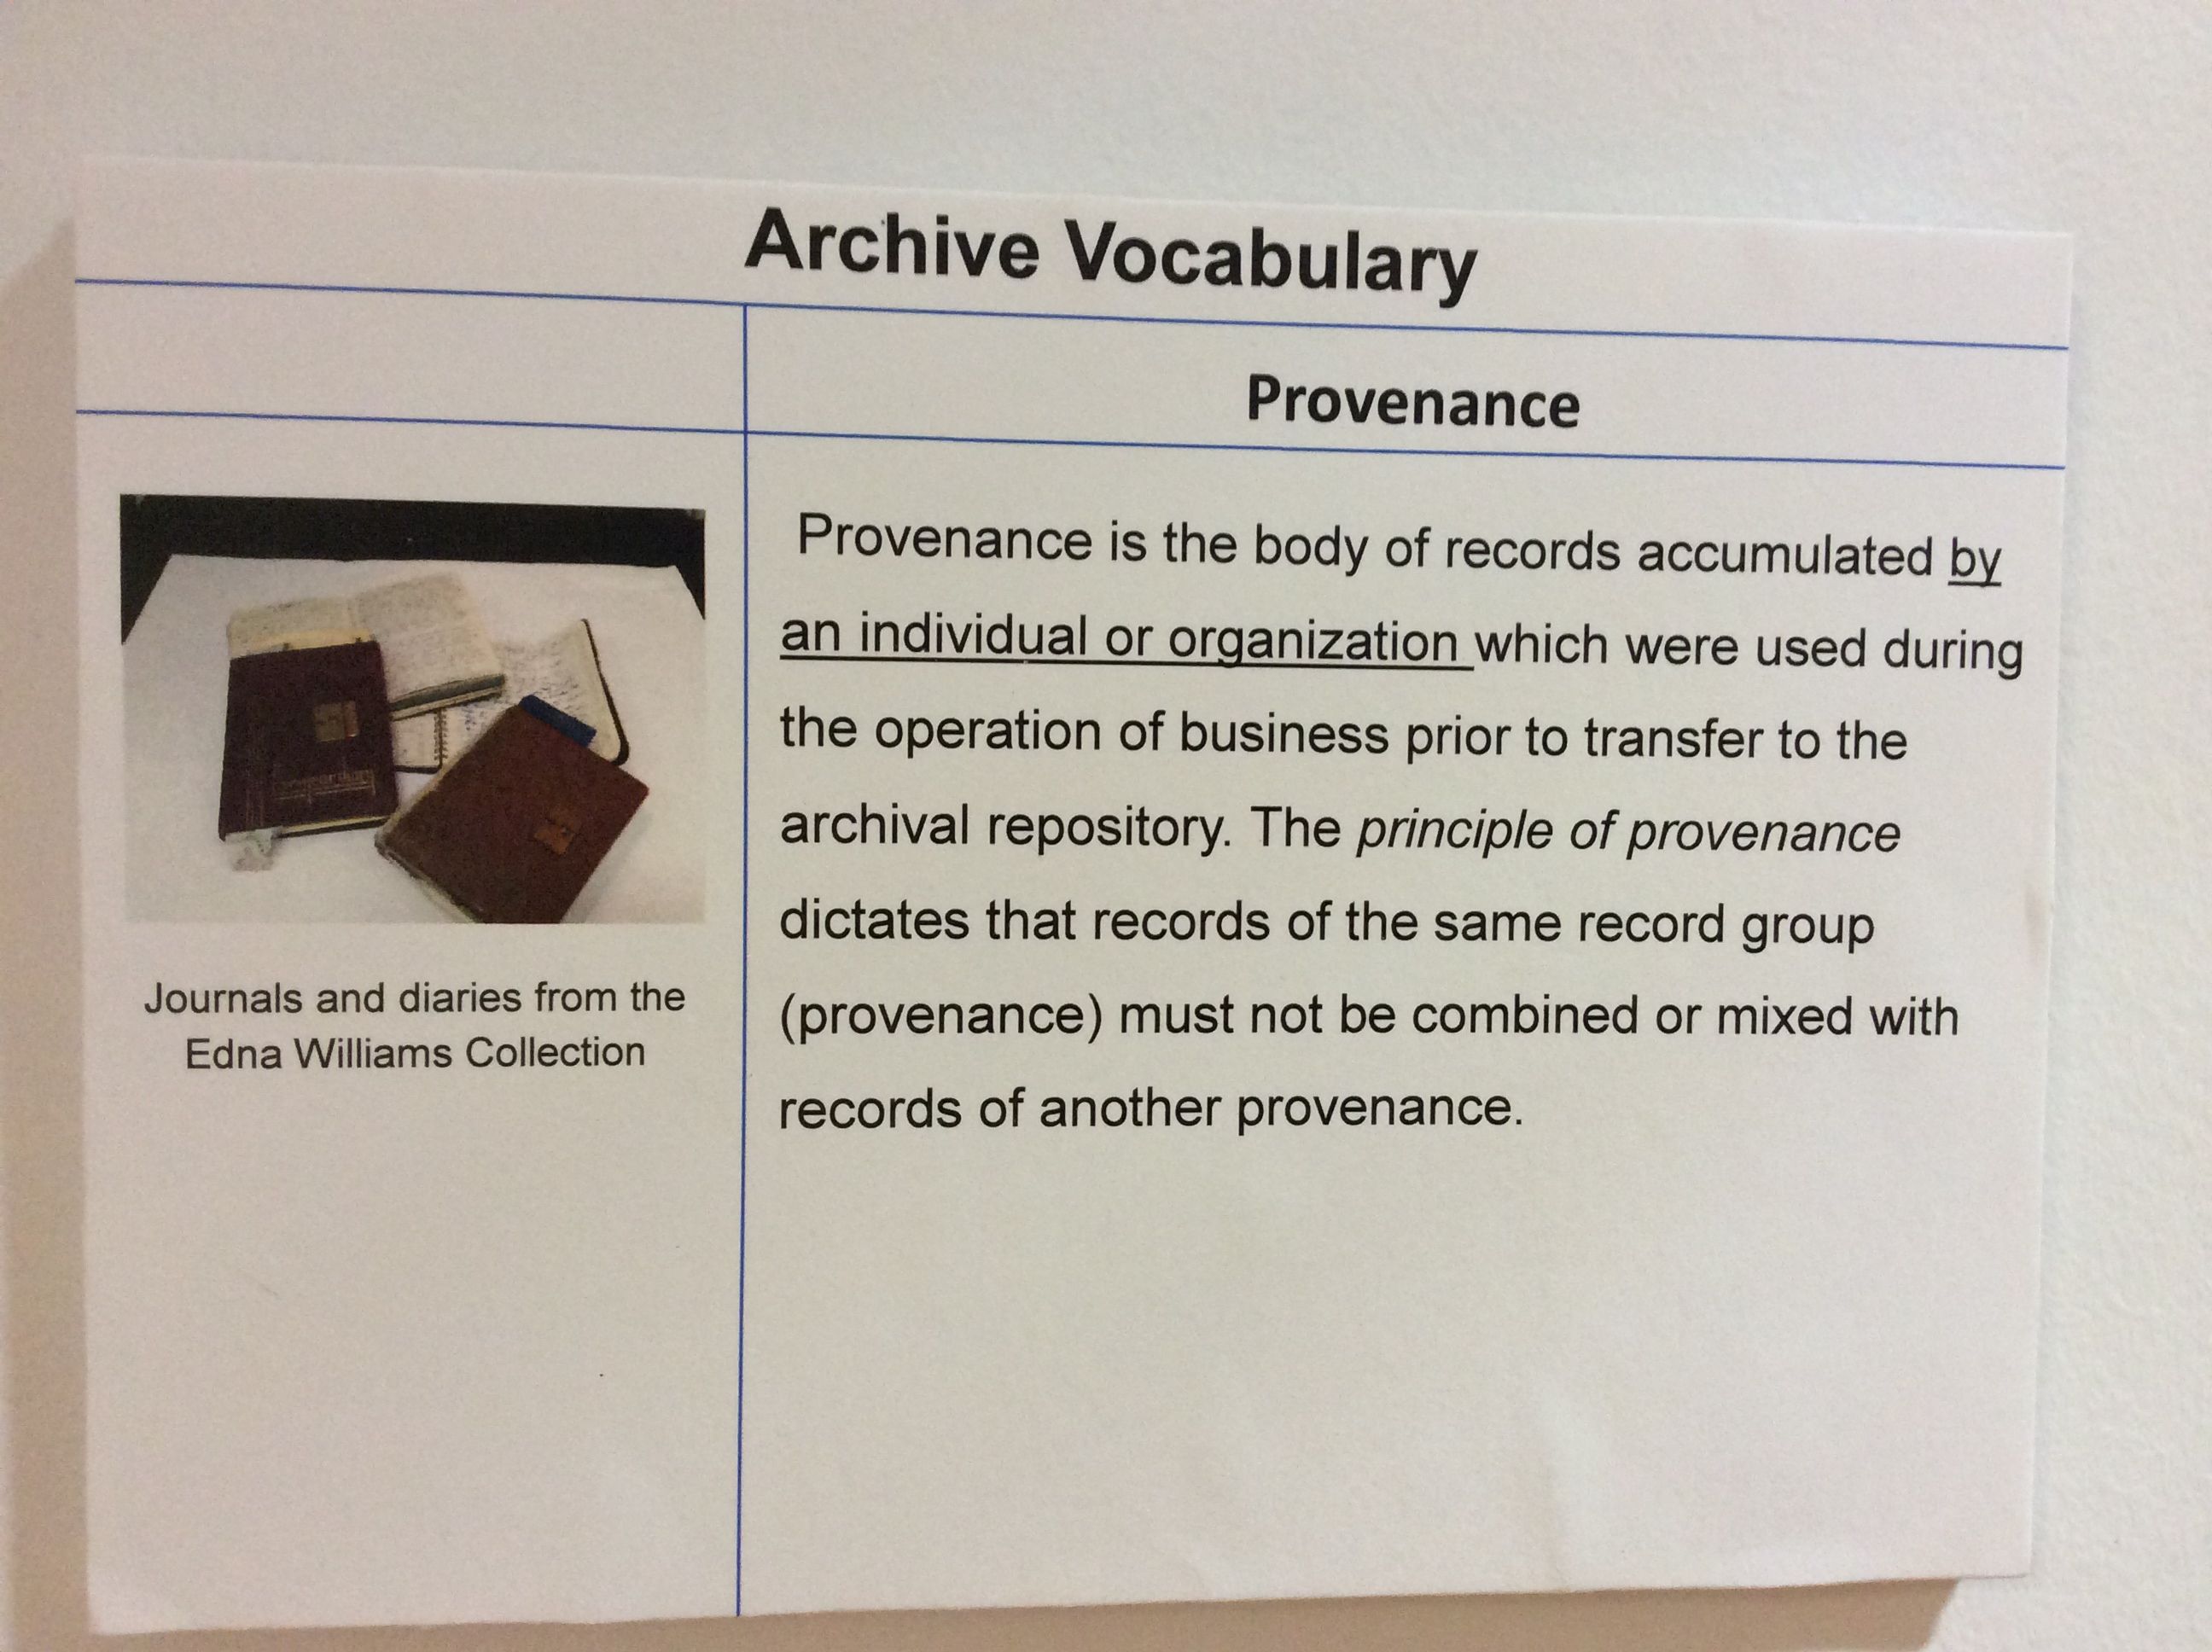 Archive Vocabulary
Provenance
Provenance is the body of records accumulated by
an individual or organization which were used during
the operation of business prior to transfer to the
archival repository. The principle of provenance
dictates that records of the same record group
(provenance) must not be combined or mixed with
records of another provenance.
Journals and diaries from the
Edna Williams Collection